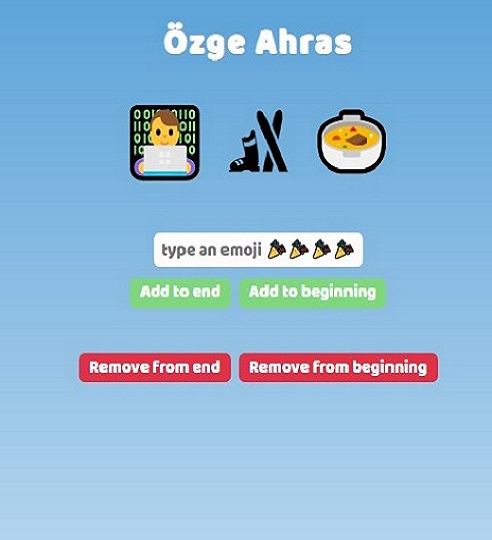 Özge Ahras
type an emoji 🎉🎉🎉🎉
Add to end Add to beginning
Remove from end Remove from beginning